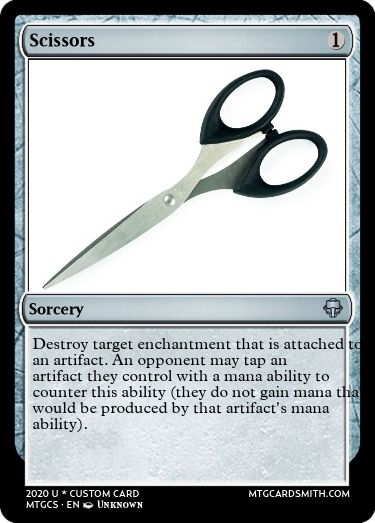 Scissors 1
Sorcery
Destroy target enchantment that is attached to
an artifact. An opponent may tap an
artifact they control with a mana ability to
counter this ability (they do not gain mana tha
would be produced by that artifact's mana
ability).
2020 U * CUSTOM CARD MTGCARDSMITH.COM
MTGCS · EN Unknown